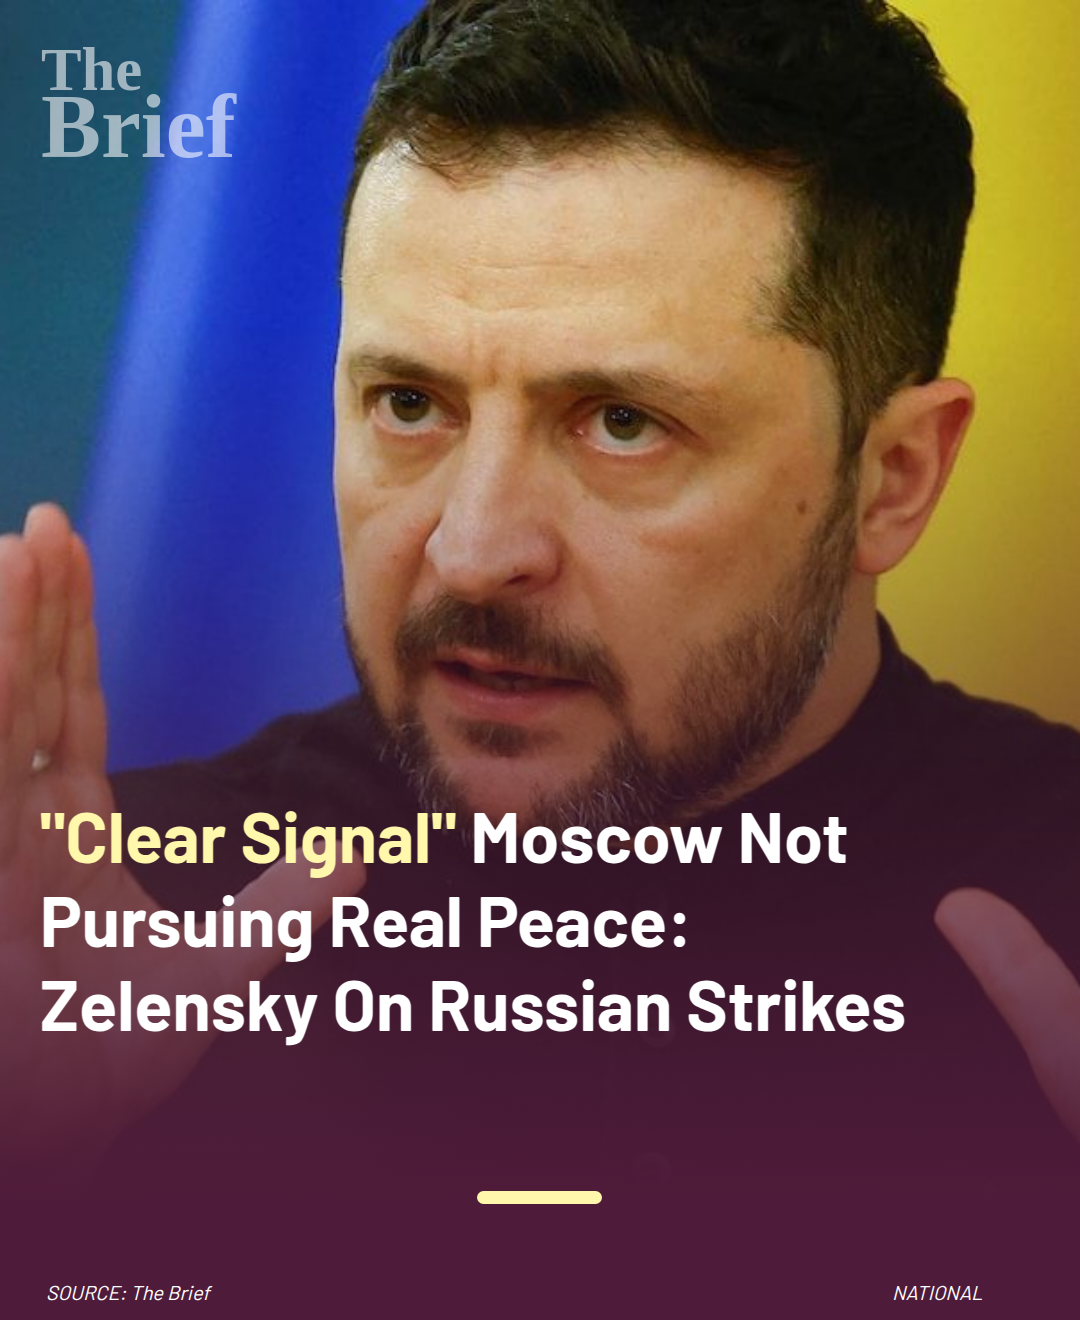 The
Brief
"Clear Signal" Moscow Not
Pursuing Real Peace:
Zelensky On Russian Strikes
SOURCE: The Brief
NATIONAL